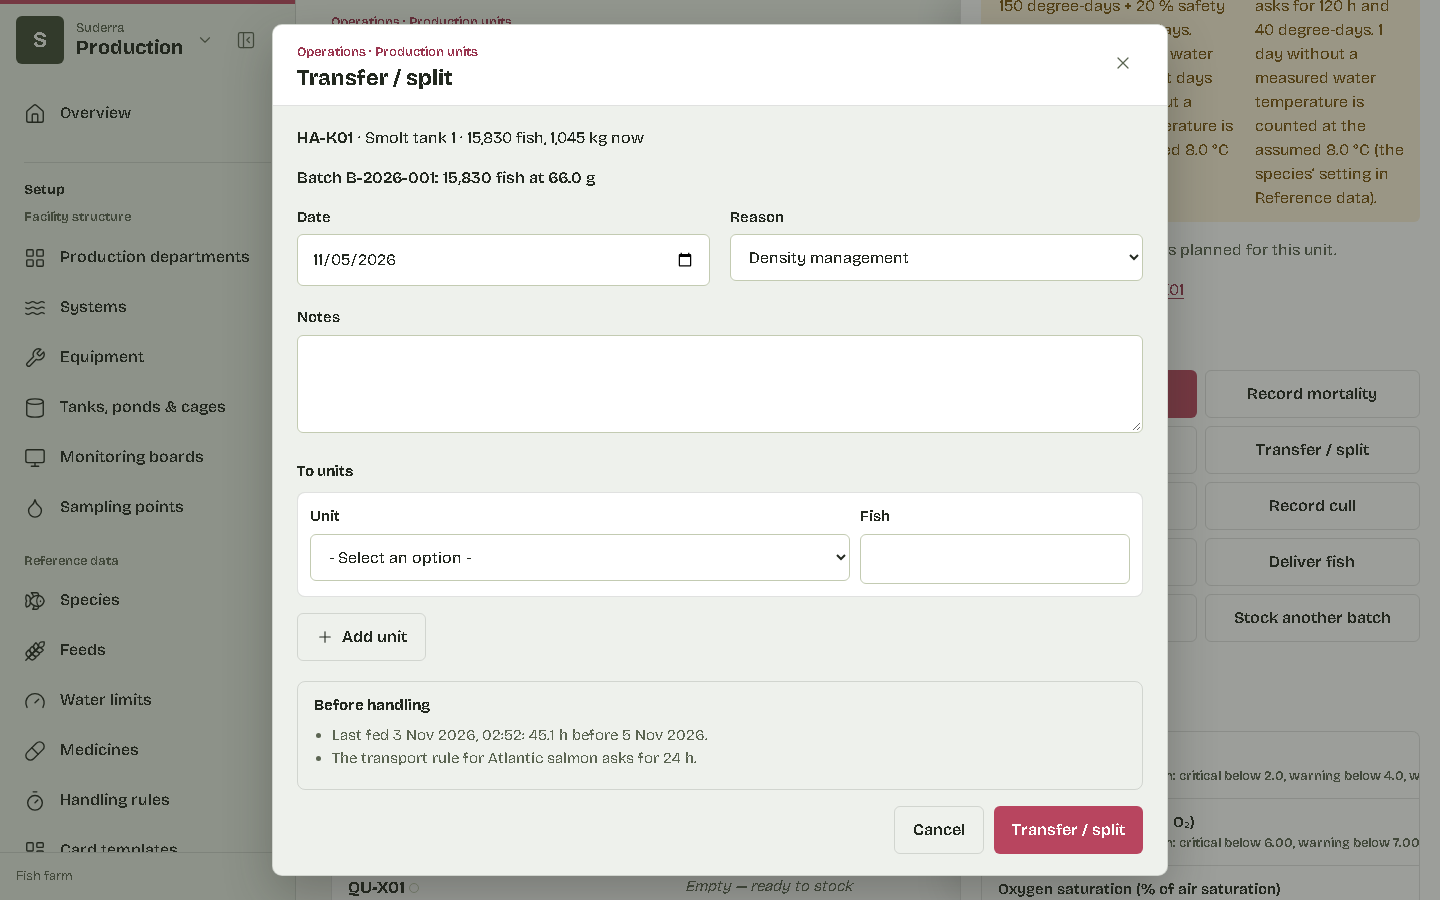 Suderra
S
Production
Overview
Setup
Facility structure
Production departments
Systems
Equipment
Tanks, ponds & cages
Monitoring boards
Sampling points
Reference data
Species
Feeds
Water limits
Medicines
Handling rules
Card templates
Fish farm
Operations · Production units
Operations · Production units
Transfer / split
HA-K01 · Smolt tank 1 · 15,830 fish, 1,045 kg now
Batch B-2026-001: 15,830 fish at 66.0 g
Date
Reason
11/05/2026
Density management
Notes
To units
Unit
Fish
- Select an option -
Add unit
Before handling
Last fed 3 Nov 2026, 02:52: 45.1 h before 5 Nov 2026.
The transport rule for Atlantic salmon asks for 24 h.
Cancel
Transfer / split
QU-X01
Empty — ready to stock
150 degree-days + 20 % safety
water
days
ed 8.0 °C
asks for 120 h and
40 degree-days. 1
day without a
measured water
temperature is
counted at the
assumed 8.0 °C (the
species' setting in
Reference data).
s planned for this unit.
Record mortality
Transfer / split
Record cull
Deliver fish
Stock another batch
: critical below 2.0, warning below 4.0, w
O₂)
: critical below 6.00, warning below 7.00
Oxygen saturation (% of air saturation)